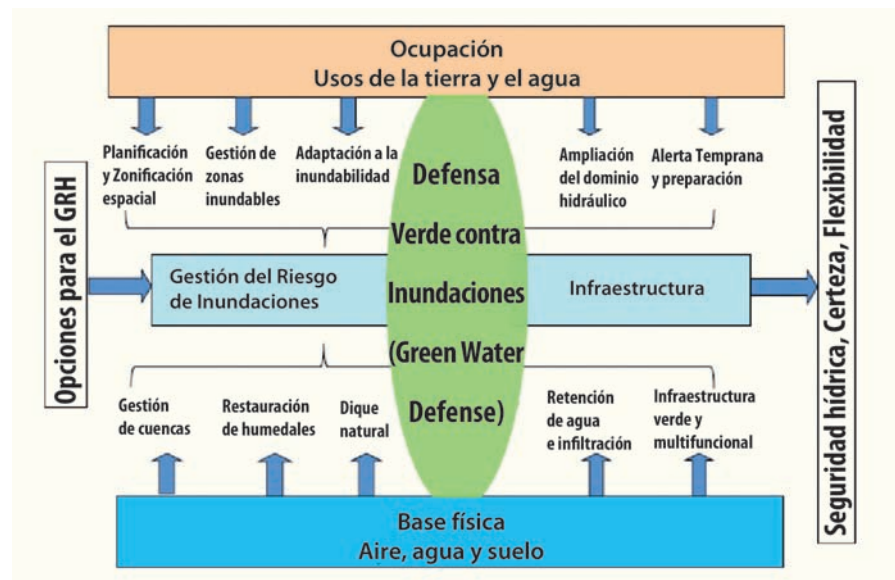 Ocupación
Usos de la tierra y el agua
Planificación
y Zonificación
espacial
Gestión de
zonas
inundables
Adaptación a la
inundabilidad
Ampliación
del dominio
hidráulico
Alerta Temprana
y preparación
Defensa
Verde contra
Inundaciones
(Green Water
Defense)
Opciones para el GRH
Gestión del Riesgo
de Inundaciones
Infraestructura
Seguridad hídrica, Certeza, Flexibilidad
Gestión
de cuencas
Restauración
de humedales
Dique
natural
Retención
de agua
e infiltración
Infraestructura
verde y
multifuncional
Base física
Aire, agua y suelo